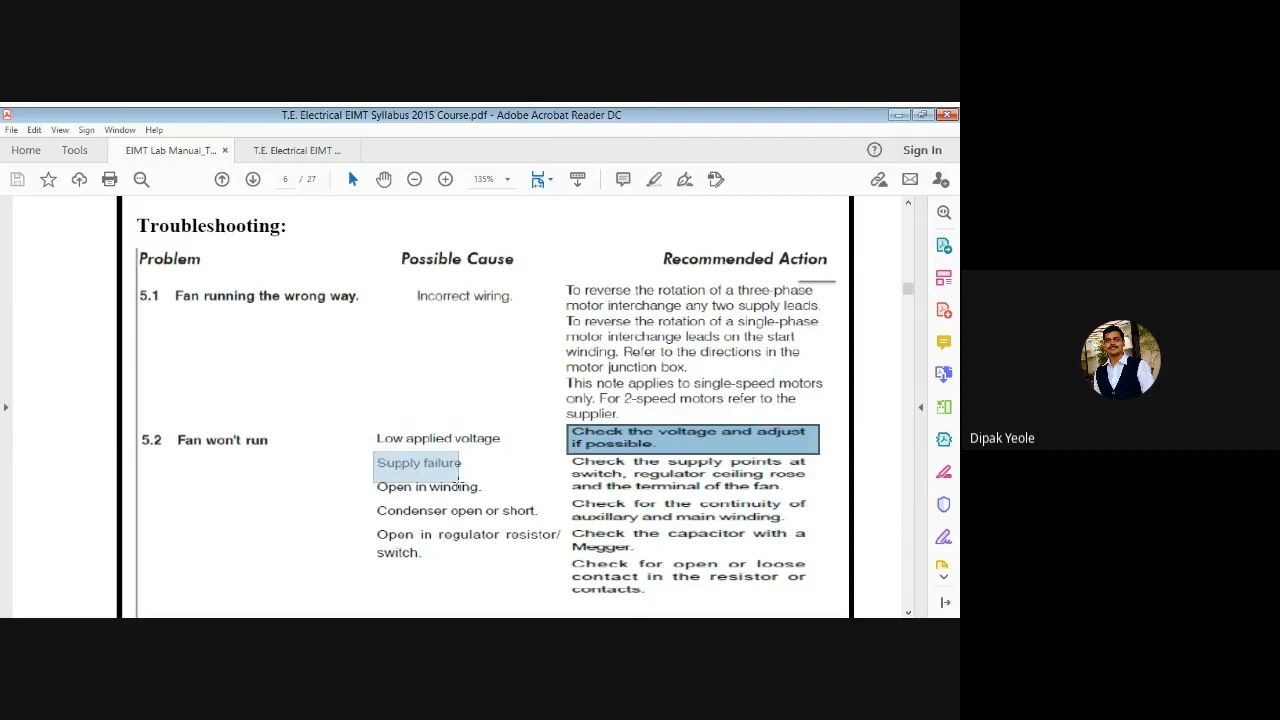 T.E. Electrical EIMT Syllabus 2015 Course.pdf - Adobe Acrobat Reader DC
File Edit View Sign Window Help
Home Tools EIMT Lab Manual_T... × T.E. Electrical EIMT ... Sign In
6 / 27 135%
Troubleshooting:
Problem Possible Cause Recommended Action
5.1 Fan running the wrong way. Incorrect wiring. To reverse the rotation of a three-phase
motor interchange any two supply leads.
To reverse the rotation of a single-phase
motor interchange leads on the start
winding. Refer to the directions in the
motor junction box.
This note applies to single-speed motors
only. For 2-speed motors refer to the
supplier.
5.2 Fan won't run Low applied voltage Check the voltage and adjust
if possible.
Supply failure Check the supply points at
switch, regulator ceiling rose
and the terminal of the fan.
Open in winding. Check for the continuity of
auxillary and main winding.
Condenser open or short. Check the capacitor with a
Megger.
Open in regulator resistor/
switch. Check for open or loose
contact in the resistor or
contacts.
Dipak Yeole